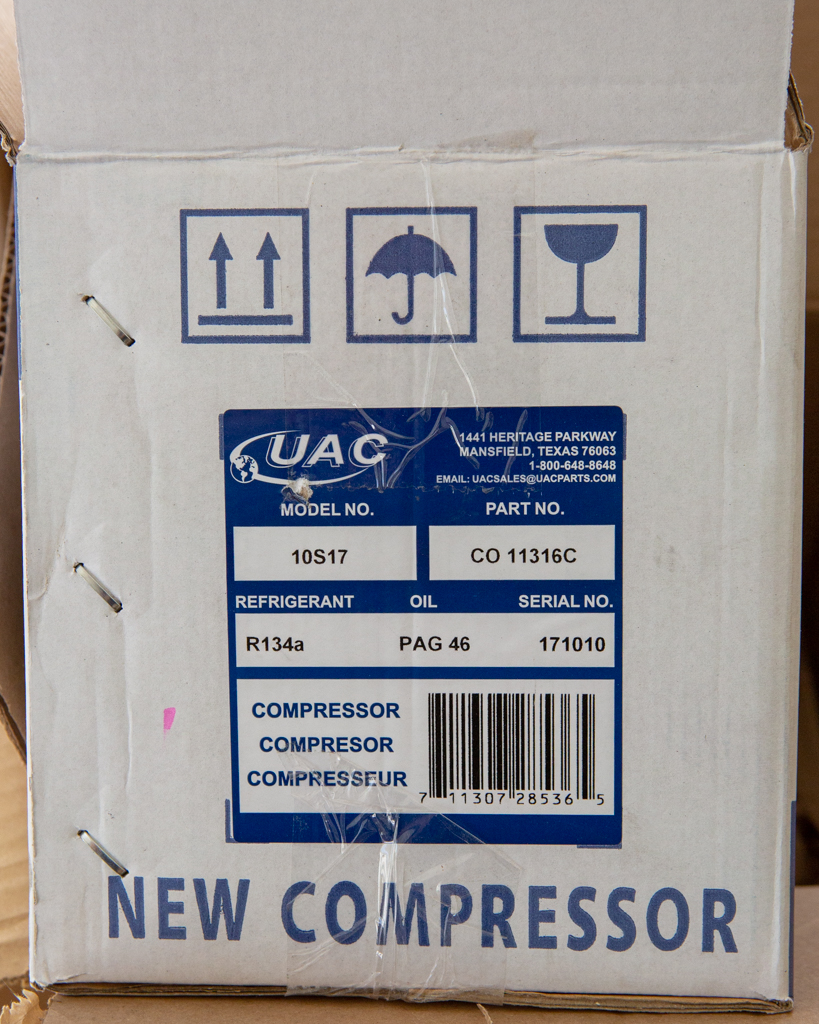 UAC
1441 HERITAGE PARKWAY
MANSFIELD, TEXAS 76063
1-800-648-8648
EMAIL: UACSALES@UACPARTS.COM
MODEL NO. PART NO.
10S17 CO 11316C
REFRIGERANT OIL SERIAL NO.
R134a PAG 46 171010
COMPRESSOR
COMPRESOR
COMPRESSEUR
7 11307 28536 5
NEW COMPRESSOR